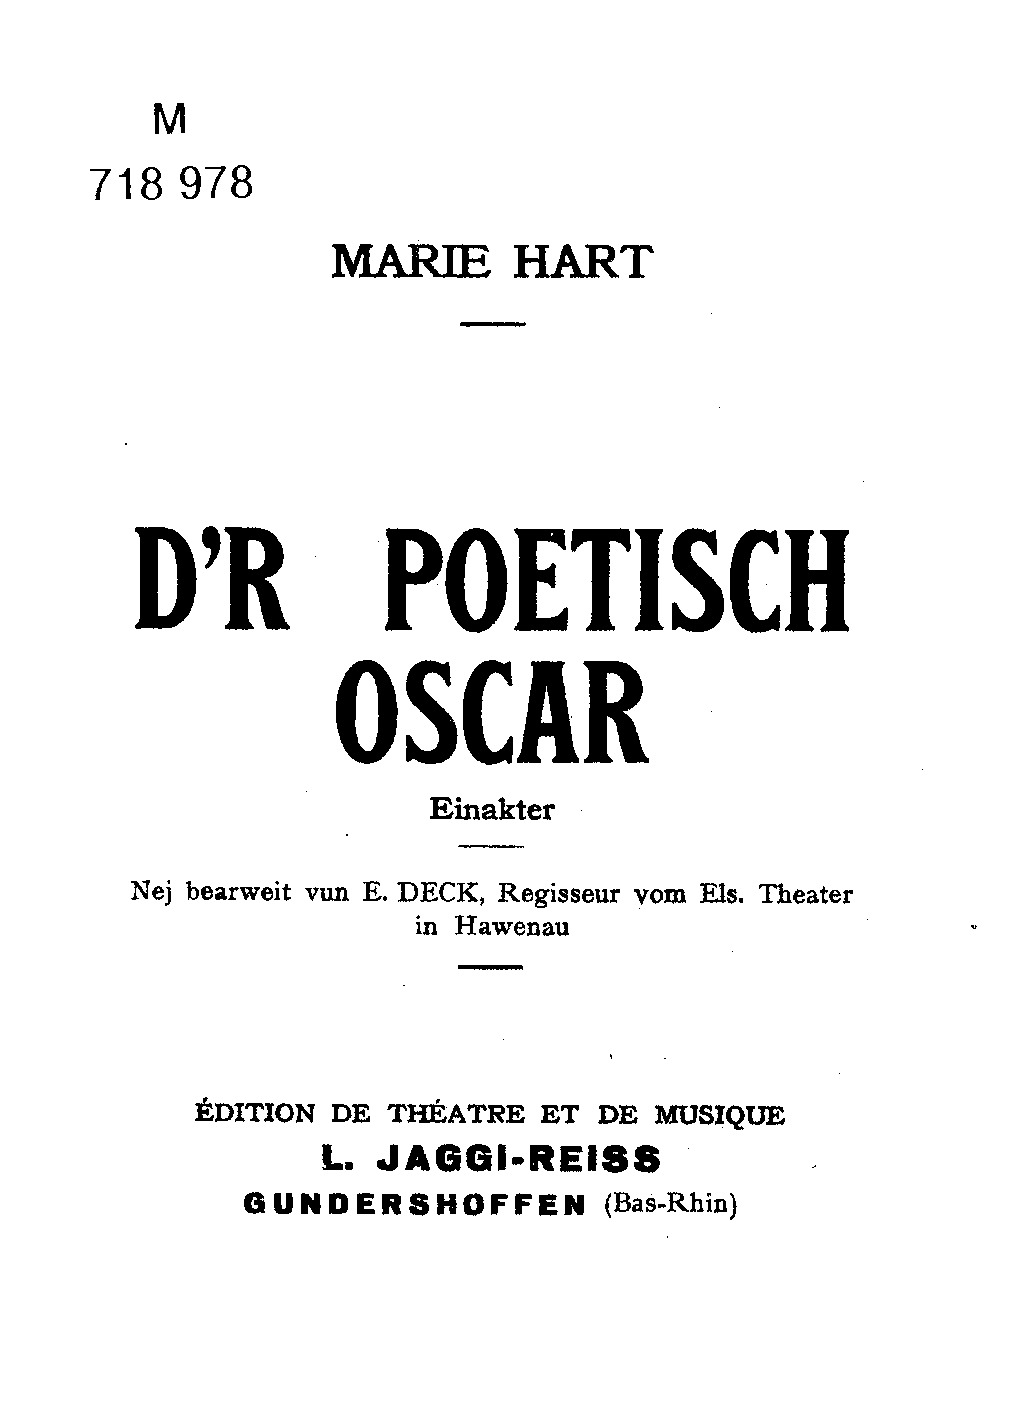 M
718 978
MARIE HART
D'R POETISCH
OSCAR
Einakter
Nej bearweit vun E. DECK, Regisseur vom Els. Theater
in Hawenau
ÉDITION DE THÉATRE ET DE MUSIQUE
L. JAGGI-REISS
GUNDERSHOFFEN (Bas-Rhin)